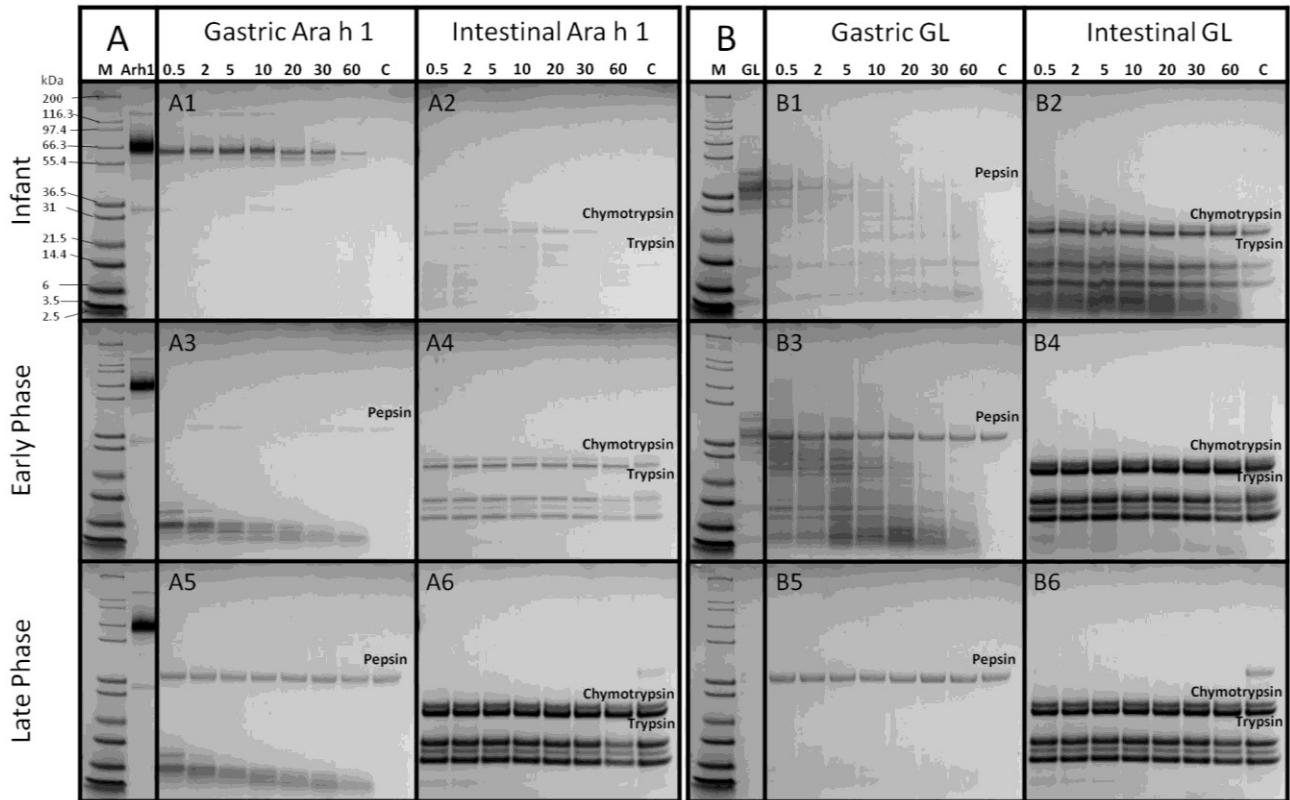 A
Gastric Ara h 1
Intestinal Ara h 1
B
Gastric GL
Intestinal GL
M Arh1 0.5 2 5 10 20 30 60 C 0.5 2 5 10 20 30 60 C
M GL 0.5 2 5 10 20 30 60 C 0.5 2 5 10 20 30 60 C
kDa
200
116.3
97.4
66.3
55.4
36.5
31
21.5
14.4
6
3.5
2.5
Infant
A1
A2
Chymotrypsin
Trypsin
B1
Pepsin
B2
Chymotrypsin
Trypsin
Early Phase
A3
Pepsin
A4
Chymotrypsin
Trypsin
B3
Pepsin
B4
Chymotrypsin
Trypsin
Late Phase
A5
Pepsin
A6
Chymotrypsin
Trypsin
B5
Pepsin
B6
Chymotrypsin
Trypsin